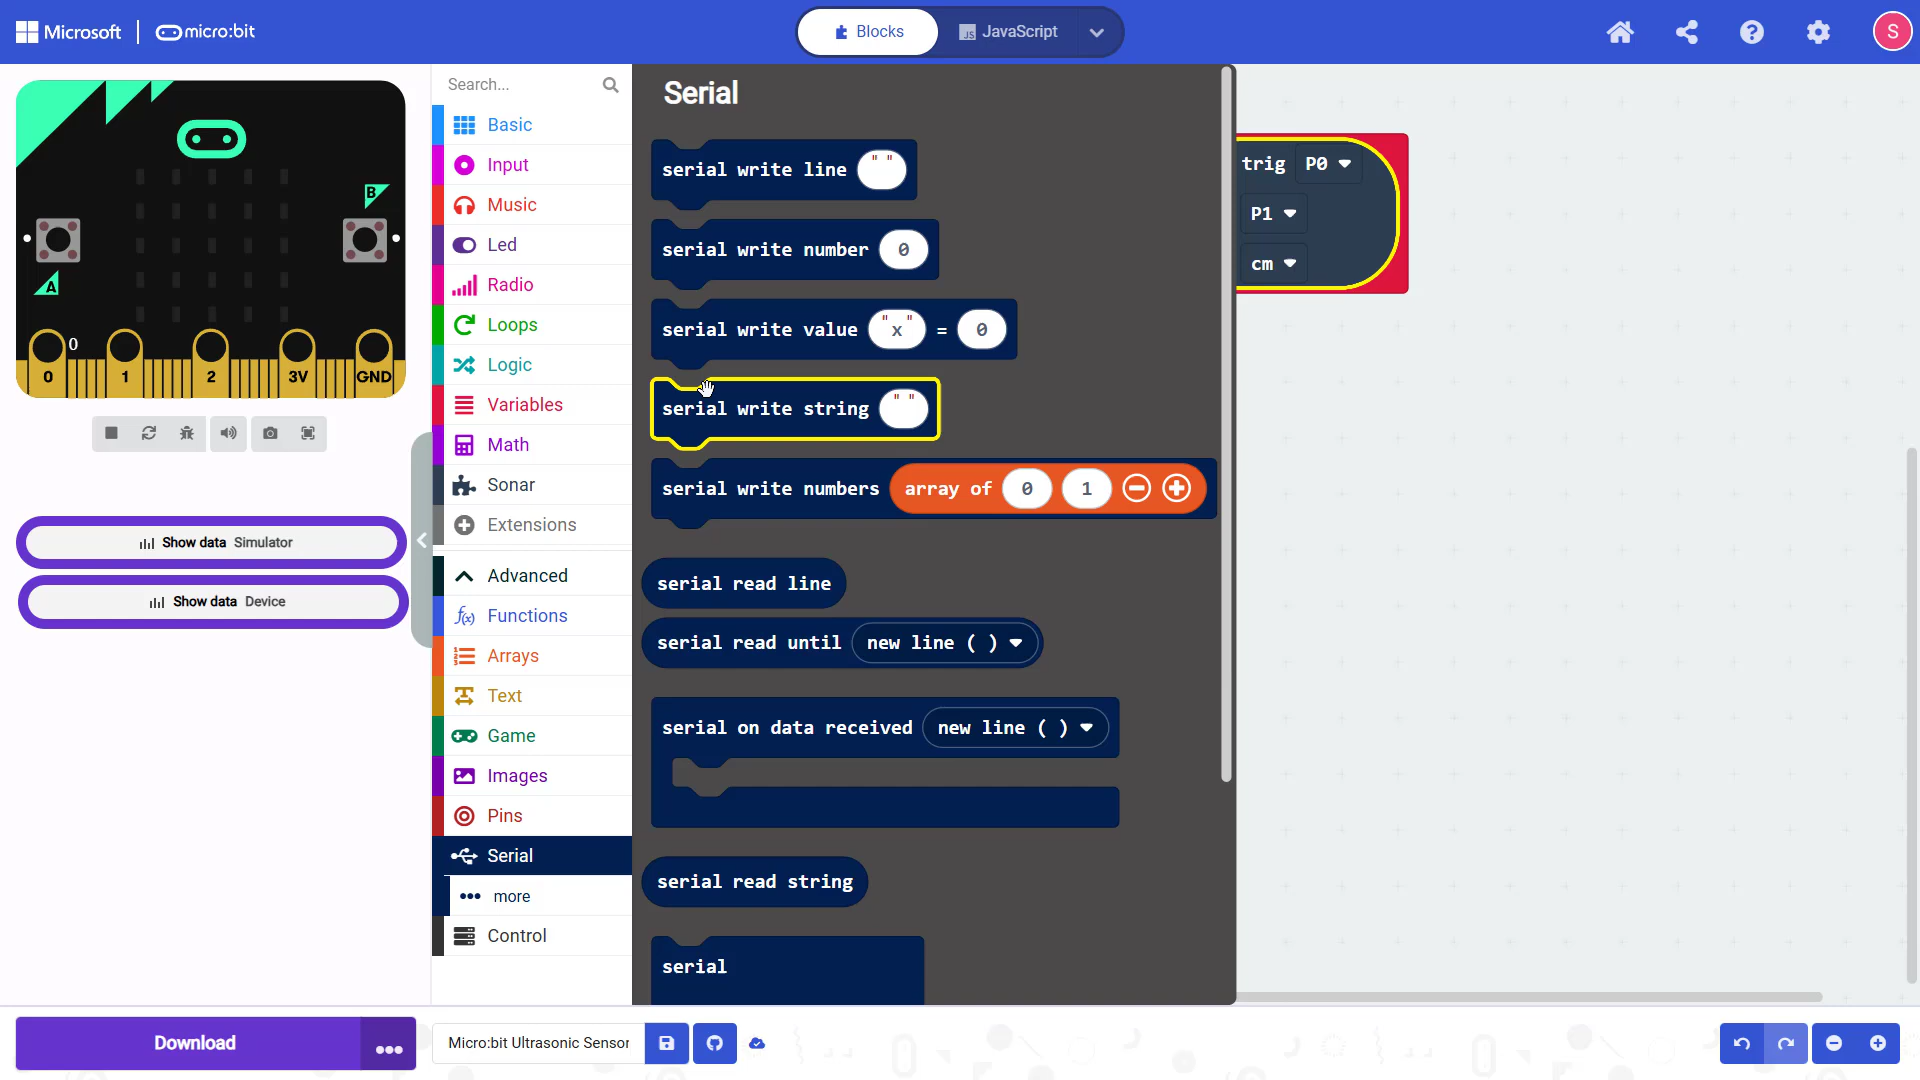 Microsoft
micro:bit
Blocks
JS JavaScript
S
B
A
0
0 1 2 3V GND
Show data Simulator
Show data Device
Download
Search...
Basic
Input
Music
Led
Radio
Loops
Logic
Variables
Math
Sonar
Extensions
Advanced
f(x) Functions
Arrays
Text
Game
Images
Pins
Serial
more
Control
Serial
serial write line " "
serial write number 0
serial write value "x" = 0
serial write string " "
serial write numbers array of 0 1
serial read line
serial read until new line ( )
serial on data received new line ( )
serial read string
serial
trig P0
P1
cm
Micro:bit Ultrasonic Sensor